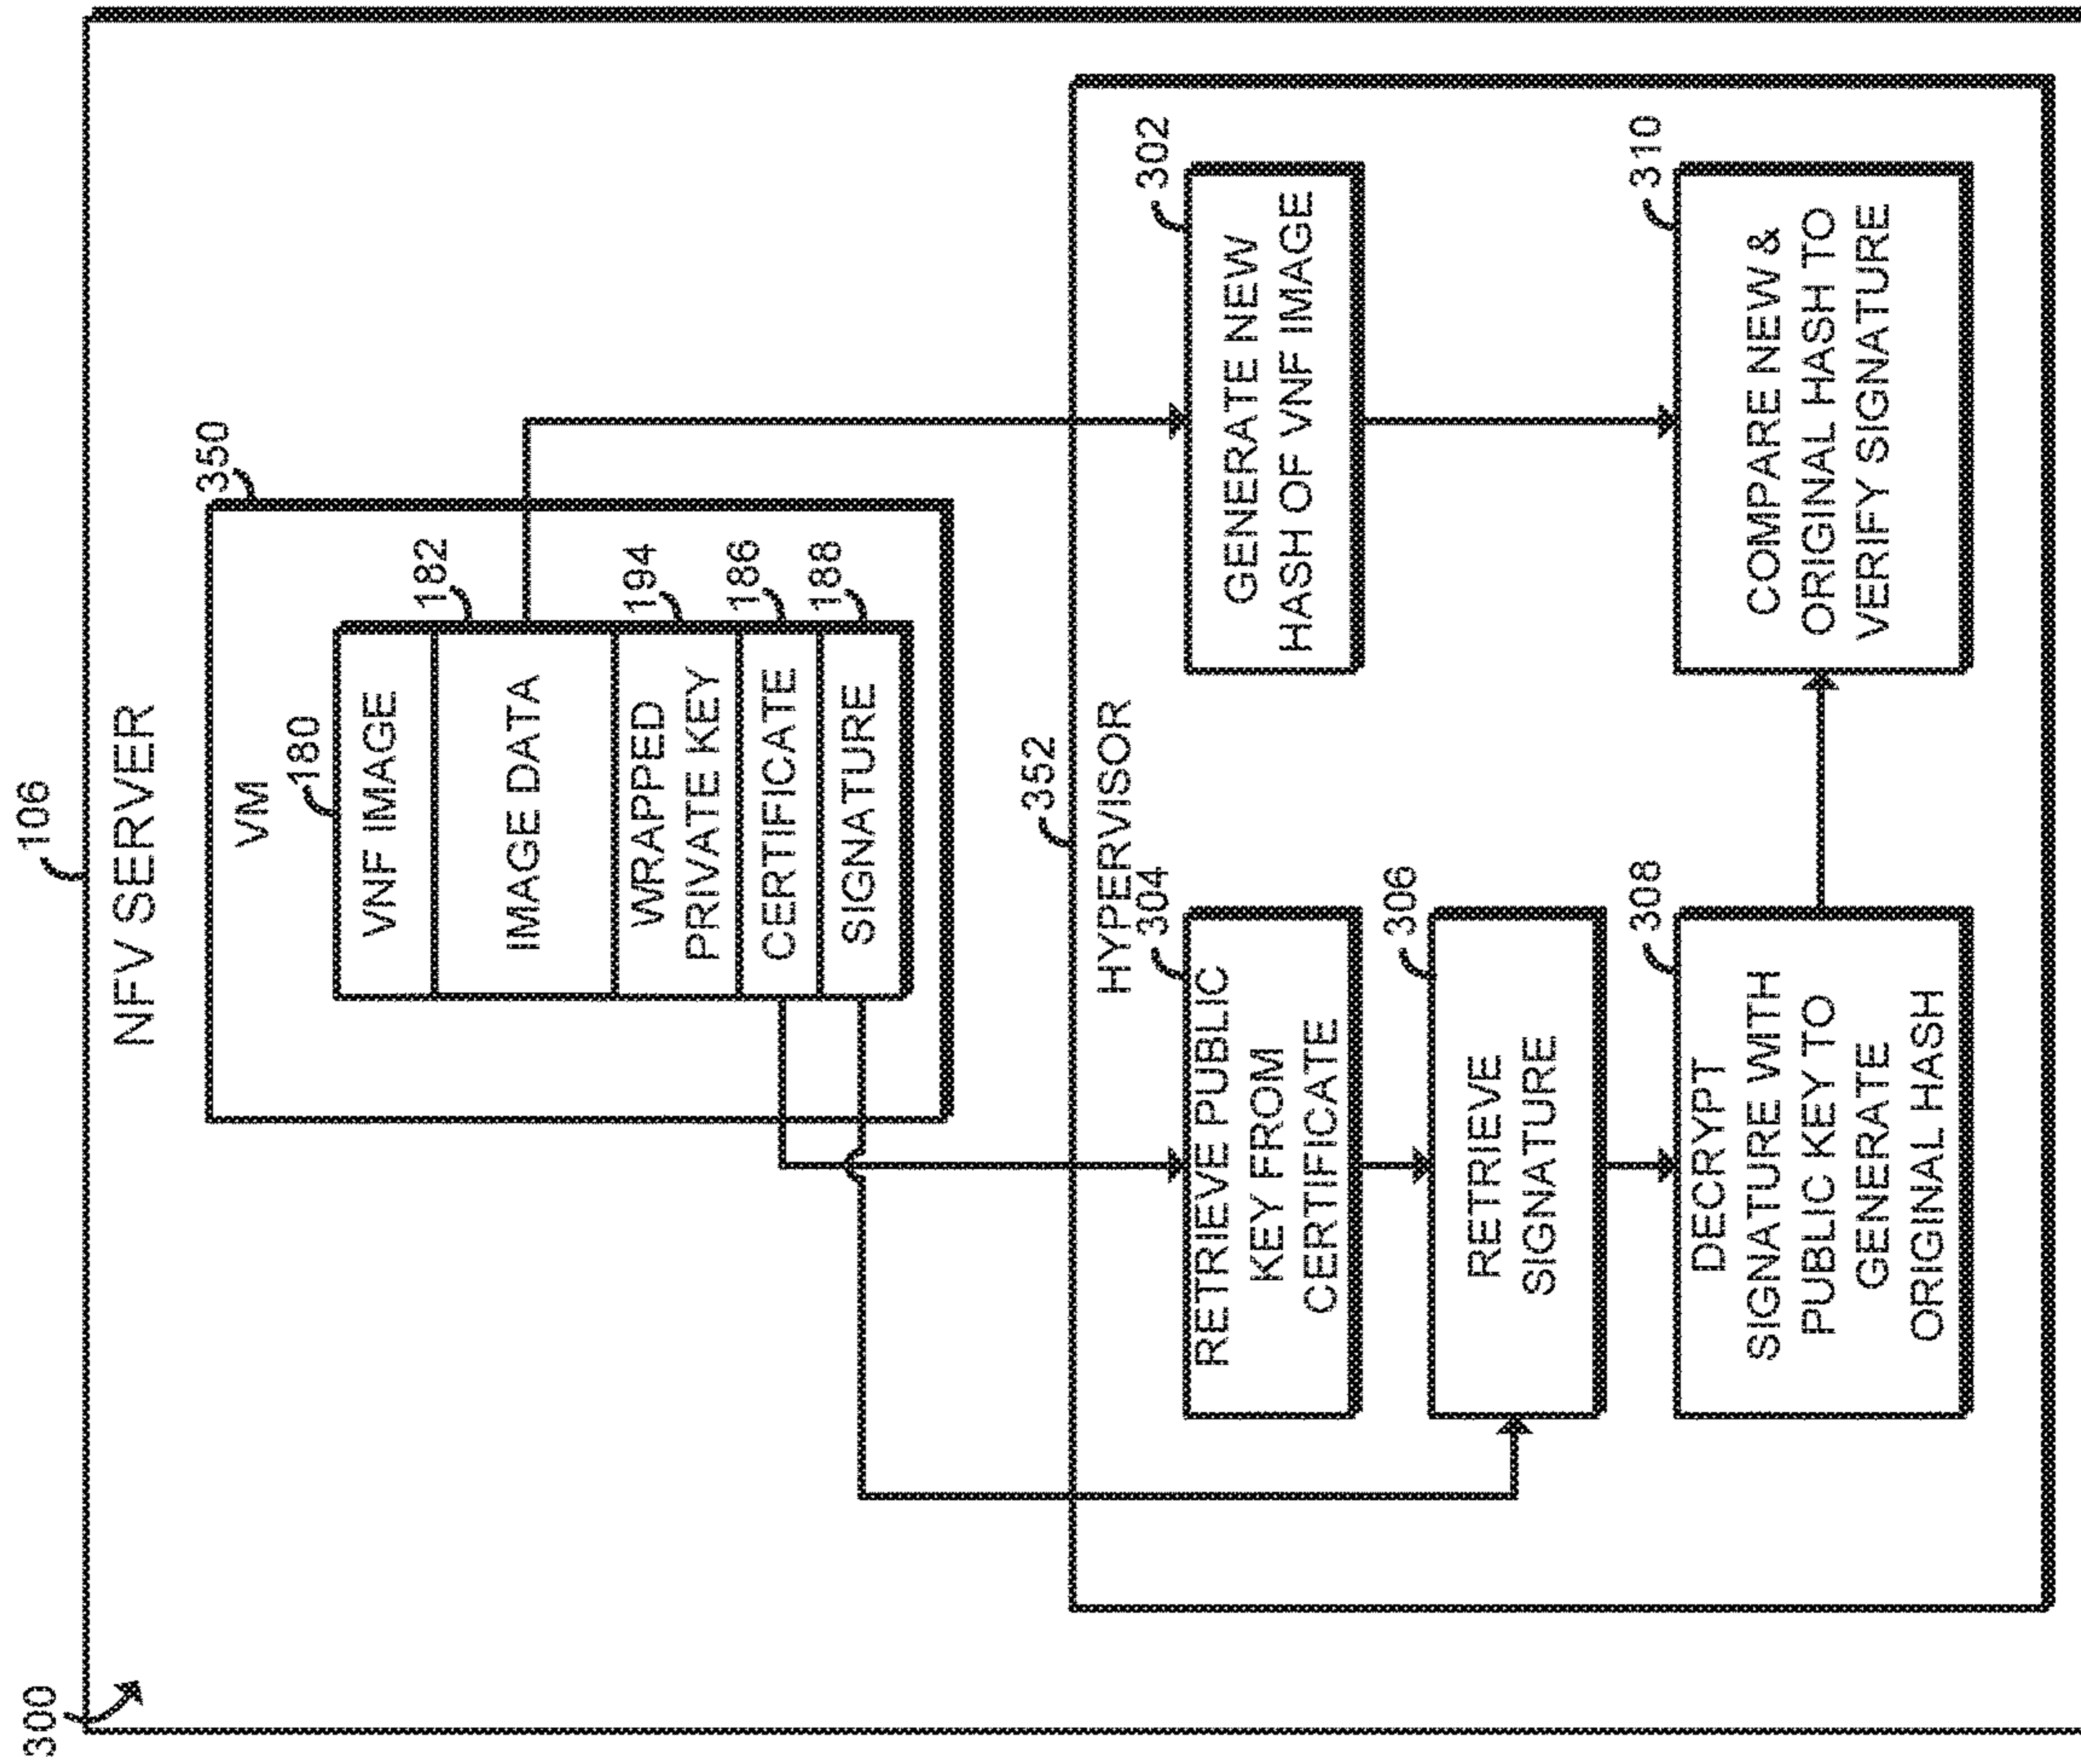 300
106
NFV SERVER
350
VM
180
VNF IMAGE
182
IMAGE DATA
194
WRAPPED
PRIVATE KEY
186
CERTIFICATE
188
SIGNATURE
352
HYPERVISOR
304
RETRIEVE PUBLIC
KEY FROM
CERTIFICATE
302
GENERATE NEW
HASH OF VNF IMAGE
306
RETRIEVE
SIGNATURE
308
DECRYPT
SIGNATURE WITH
PUBLIC KEY TO
GENERATE
ORIGINAL HASH
310
COMPARE NEW &
ORIGINAL HASH TO
VERIFY SIGNATURE